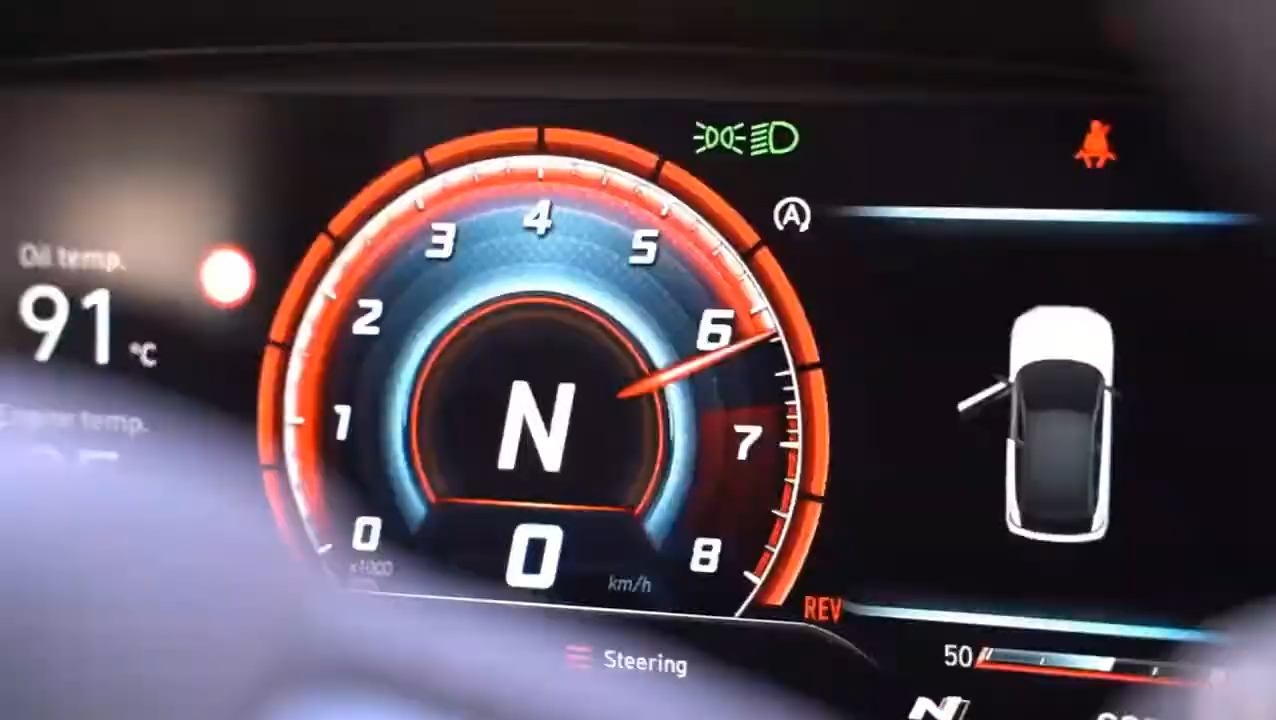 Oil temp.
91 °C
Engine temp.
0
1
2
3
4
5
6
7
8
x1000
N
0
km/h
A
REV
Steering
50
N